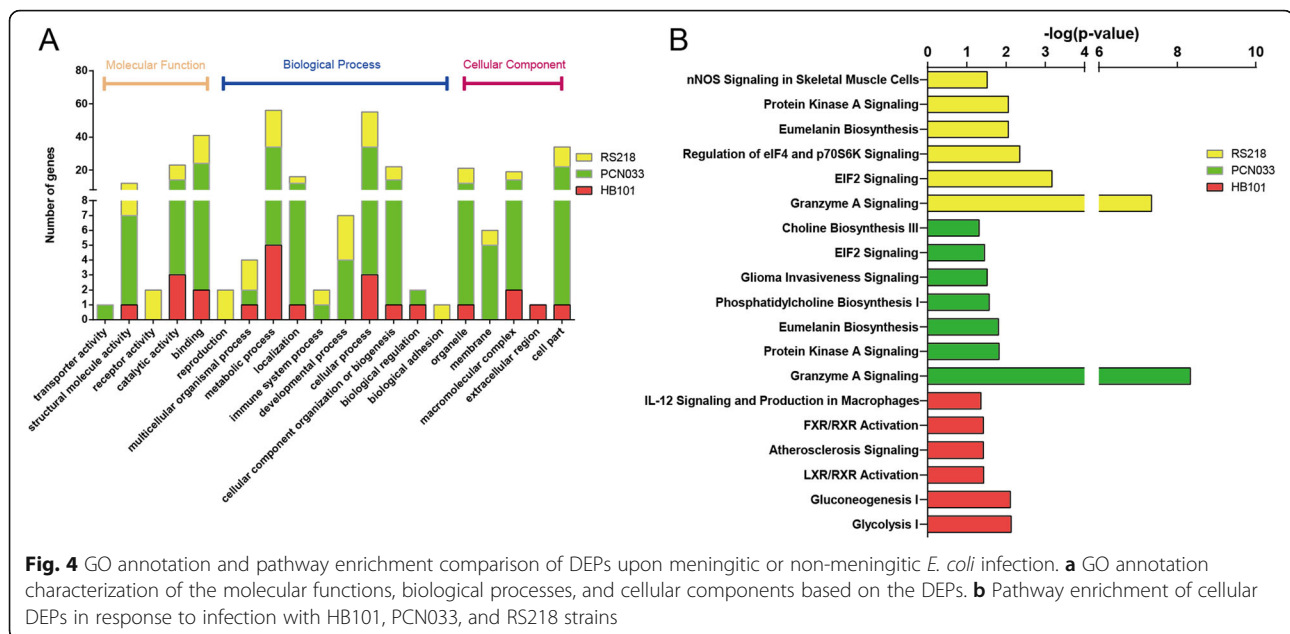 A
Molecular Function
Biological Process
Cellular Component
Number of genes
80
60
40
20
8
7
6
5
4
3
2
1
0
RS218
PCN033
HB101
transporter activity
structural molecule activity
receptor activity
catalytic activity
binding
reproduction
multicellular organismal process
metabolic process
localization
immune system process
developmental process
cellular process
cellular component organization or biogenesis
biological regulation
biological adhesion
organelle
membrane
macromolecular complex
extracellular region
cell part
B
-log(p-value)
0 1 2 3 4 6 8 10
nNOS Signaling in Skeletal Muscle Cells
Protein Kinase A Signaling
Eumelanin Biosynthesis
Regulation of eIF4 and p70S6K Signaling
EIF2 Signaling
Granzyme A Signaling
Choline Biosynthesis III
EIF2 Signaling
Glioma Invasiveness Signaling
Phosphatidylcholine Biosynthesis I
Eumelanin Biosynthesis
Protein Kinase A Signaling
Granzyme A Signaling
IL-12 Signaling and Production in Macrophages
FXR/RXR Activation
Atherosclerosis Signaling
LXR/RXR Activation
Gluconeogenesis I
Glycolysis I
RS218
PCN033
HB101
Fig. 4 GO annotation and pathway enrichment comparison of DEPs upon meningitic or non-meningitic E. coli infection. a GO annotation
characterization of the molecular functions, biological processes, and cellular components based on the DEPs. b Pathway enrichment of cellular
DEPs in response to infection with HB101, PCN033, and RS218 strains